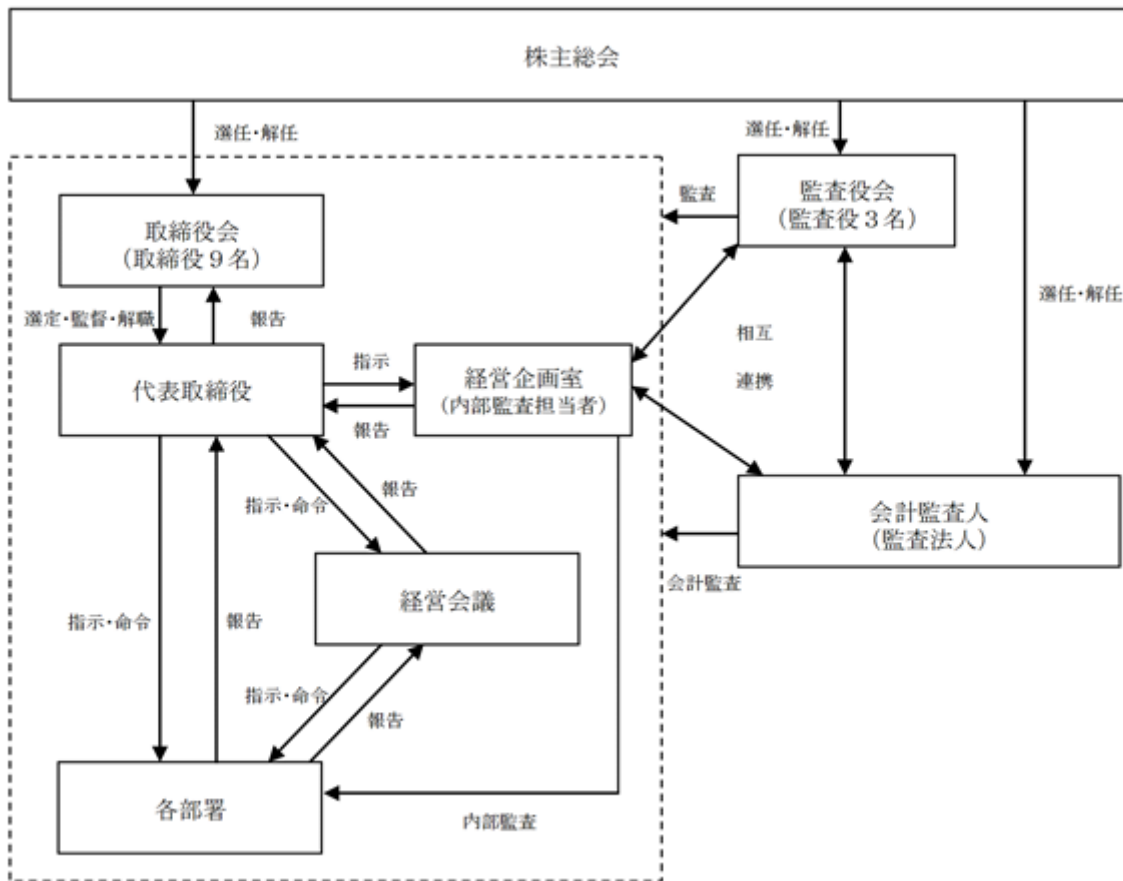 株主総会
選任・解任
選任・解任
監査役会
(監査役3名)
監査
取締役会
(取締役9名)
選任・解任
選定・監督・解職
報告
相互
連携
代表取締役
指示
報告
経営企画室
(内部監査担当者)
指示・命令
報告
会計監査人
(監査法人)
会計監査
経営会議
指示・命令
報告
指示・命令
報告
各部署
内部監査